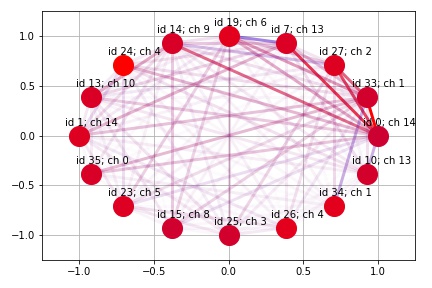 id 19; ch 6
id 14; ch 9
id 7; ch 13
id 24; ch 4
id 27; ch 2
id 13; ch 10
id 33; ch 1
id 1; ch 14
id 0; ch 14
id 35; ch 0
id 10; ch 13
id 23; ch 5
id 34; ch 1
id 15; ch 8
id 25; ch 3
id 26; ch 4
1.0
0.5
0.0
−0.5
−1.0
−1.0
−0.5
0.0
0.5
1.0